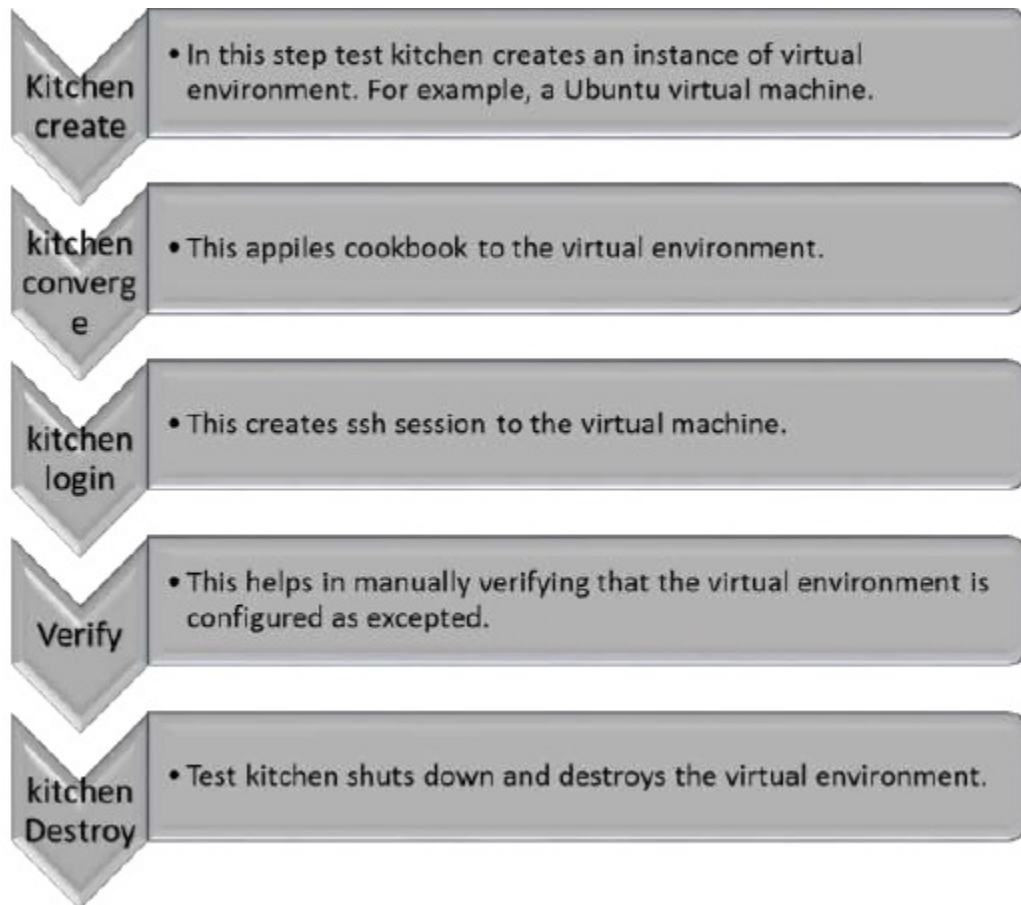 Kitchen
create
• In this step test kitchen creates an instance of virtual
environment. For example, a Ubuntu virtual machine.
kitchen
converg
e
• This appiles cookbook to the virtual environment.
kitchen
login
• This creates ssh session to the virtual machine.
Verify
• This helps in manually verifying that the virtual environment is
configured as excepted.
kitchen
Destroy
• Test kitchen shuts down and destroys the virtual environment.